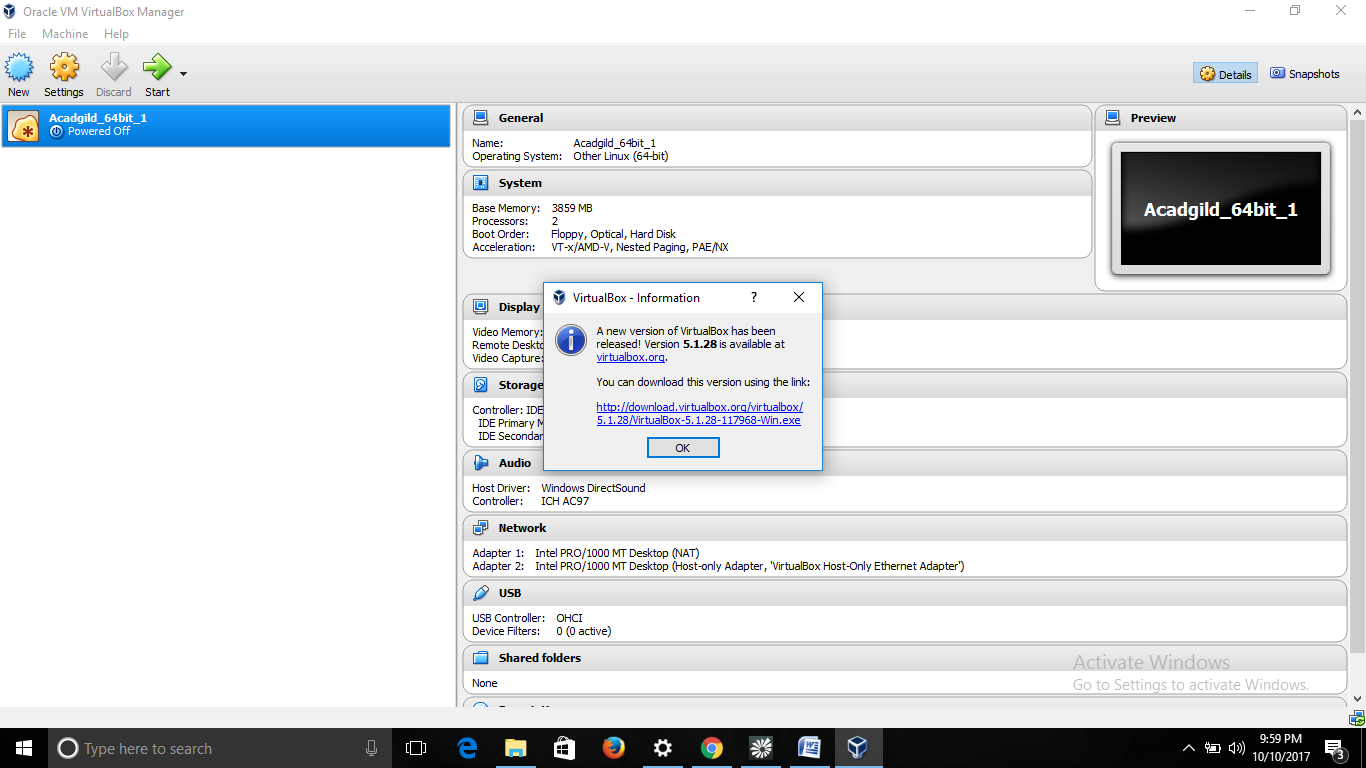 Oracle VM VirtualBox Manager
File Machine Help
New Settings Discard Start
Details Snapshots
Acadgild_64bit_1
Powered Off
General
Name: Acadgild_64bit_1
Operating System: Other Linux (64-bit)
System
Base Memory: 3859 MB
Processors: 2
Boot Order: Floppy, Optical, Hard Disk
Acceleration: VT-x/AMD-V, Nested Paging, PAE/NX
Preview
Acadgild_64bit_1
Display
Video Memory:
Remote Deskto
Video Capture:
Storage
Controller: IDE
IDE Primary M
IDE Secondar
VirtualBox - Information ?
A new version of VirtualBox has been
released! Version 5.1.28 is available at
virtualbox.org.
You can download this version using the link:
http://download.virtualbox.org/virtualbox/
5.1.28/VirtualBox-5.1.28-117968-Win.exe
OK
Audio
Host Driver: Windows DirectSound
Controller: ICH AC97
Network
Adapter 1: Intel PRO/1000 MT Desktop (NAT)
Adapter 2: Intel PRO/1000 MT Desktop (Host-only Adapter, 'VirtualBox Host-Only Ethernet Adapter')
USB
USB Controller: OHCI
Device Filters: 0 (0 active)
Shared folders
None
Activate Windows
Go to Settings to activate Windows.
Type here to search
9:59 PM
10/10/2017
3